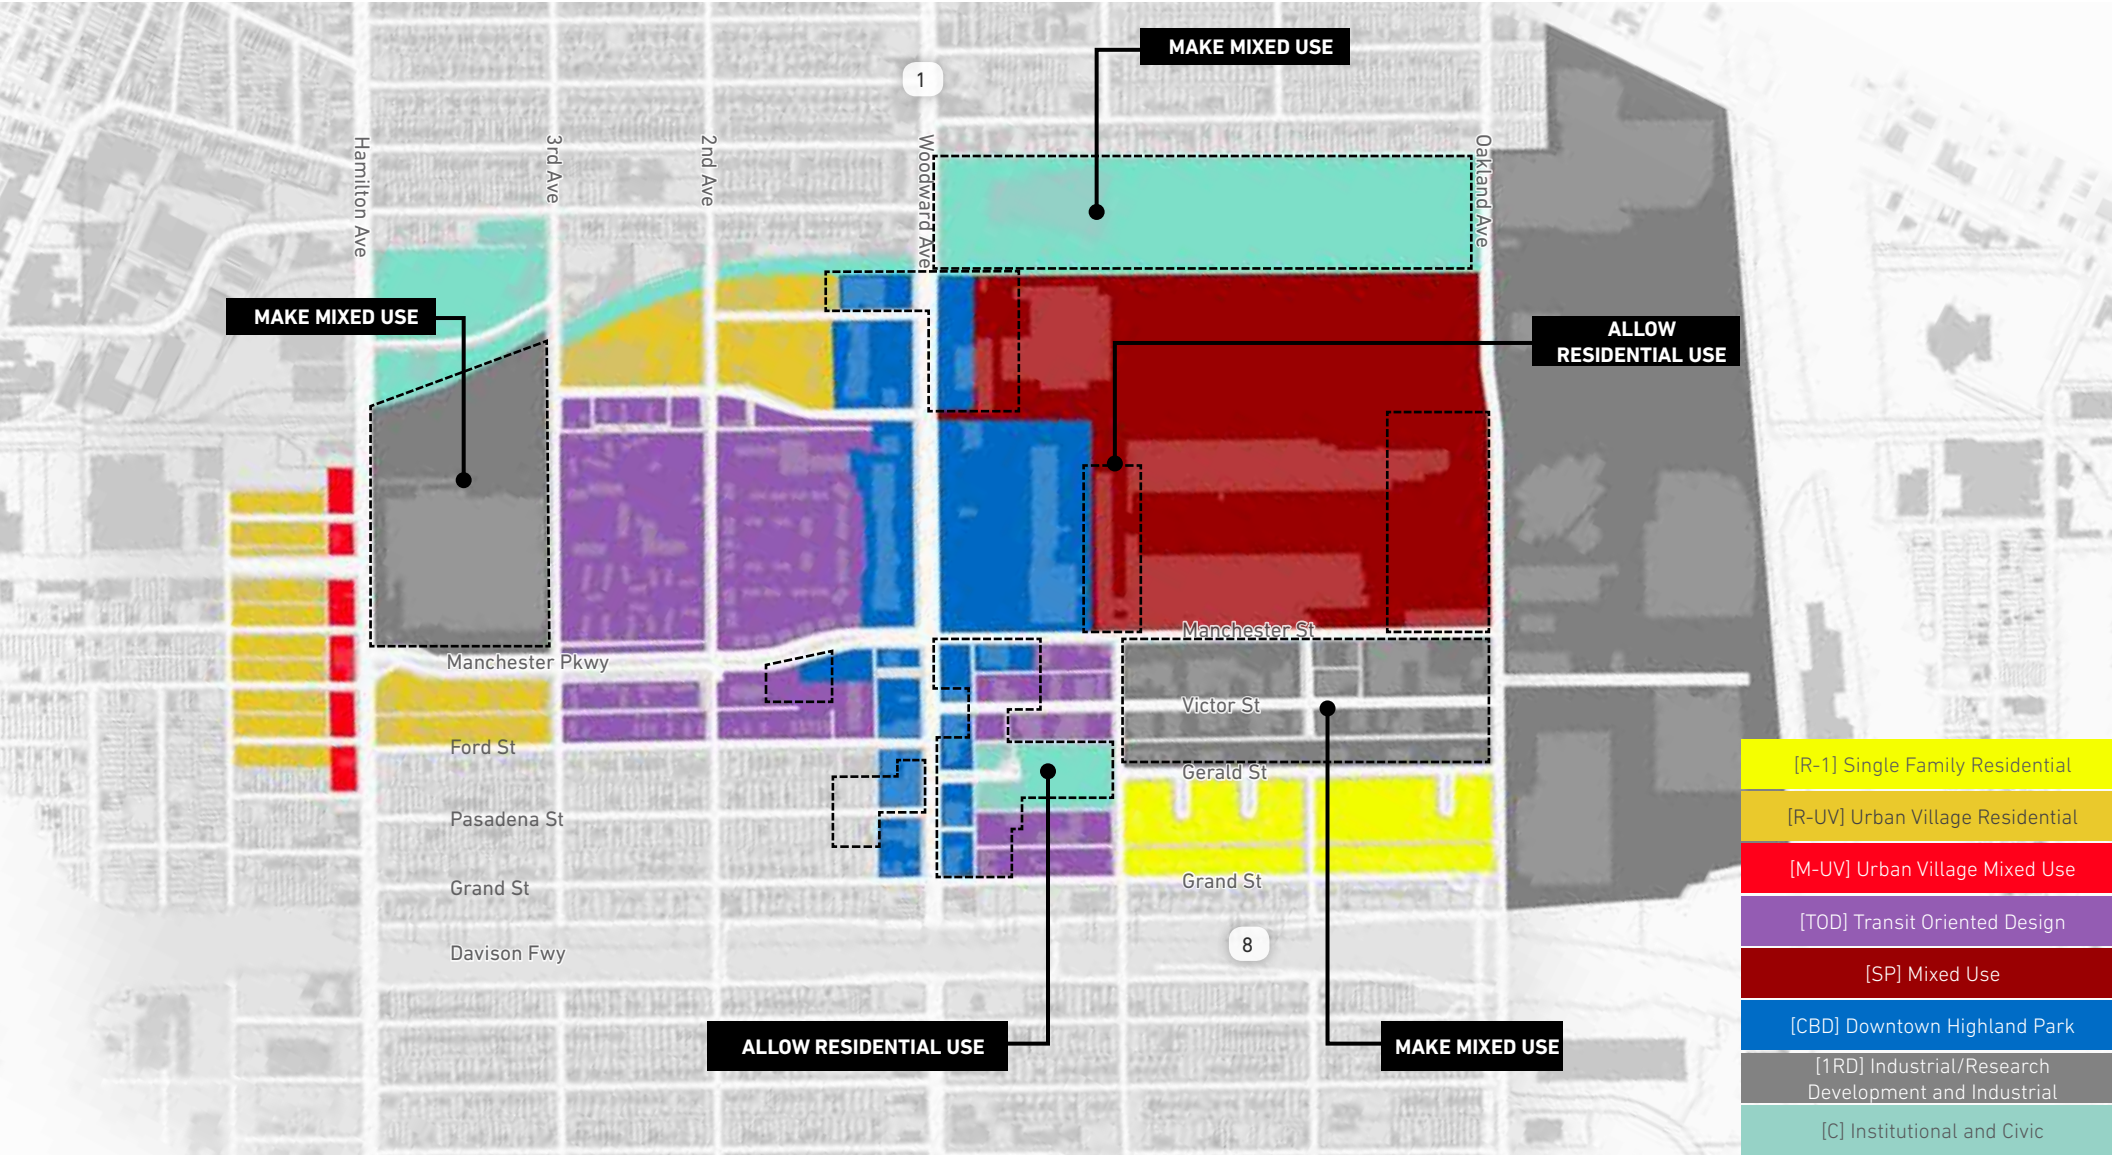 MAKE MIXED USE
1
Hamilton Ave
3rd Ave
2nd Ave
Woodward Ave
Oakland Ave
MAKE MIXED USE
ALLOW
RESIDENTIAL USE
Manchester St
Manchester Pkwy
Victor St
Ford St
Gerald St
Pasadena St
Grand St
Grand St
8
Davison Fwy
ALLOW RESIDENTIAL USE
MAKE MIXED USE
[R-1] Single Family Residential
[R-UV] Urban Village Residential
[M-UV] Urban Village Mixed Use
[TOD] Transit Oriented Design
[SP] Mixed Use
[CBD] Downtown Highland Park
[1RD] Industrial/Research
Development and Industrial
[C] Institutional and Civic